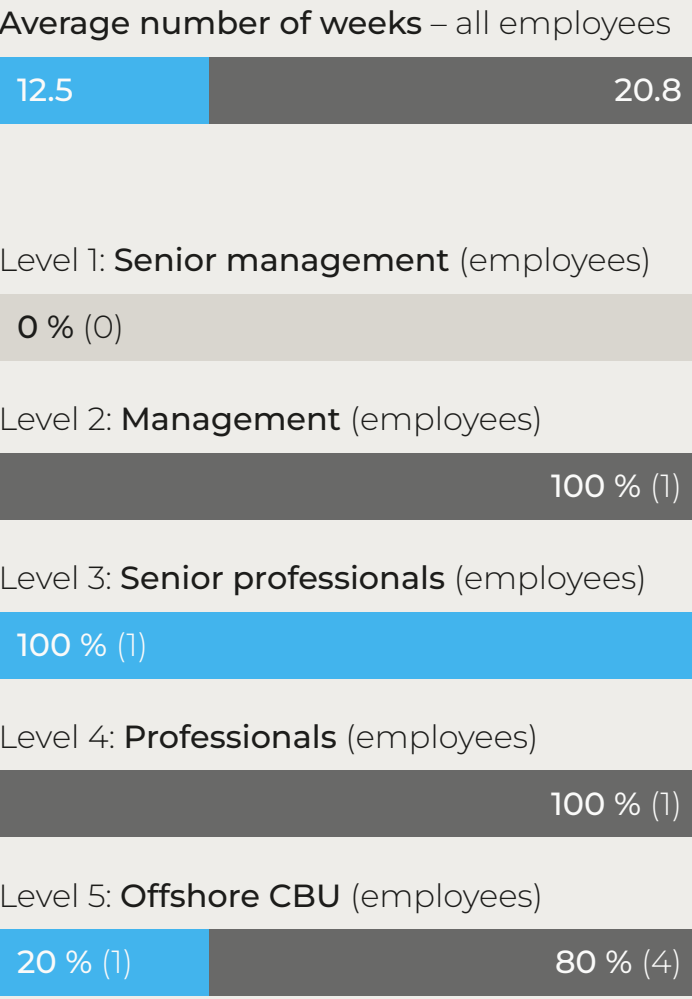 Average number of weeks – all employees
12.5 20.8
Level 1: Senior management (employees)
0 % (0)
Level 2: Management (employees)
100 % (1)
Level 3: Senior professionals (employees)
100 % (1)
Level 4: Professionals (employees)
100 % (1)
Level 5: Offshore CBU (employees)
20 % (1) 80 % (4)